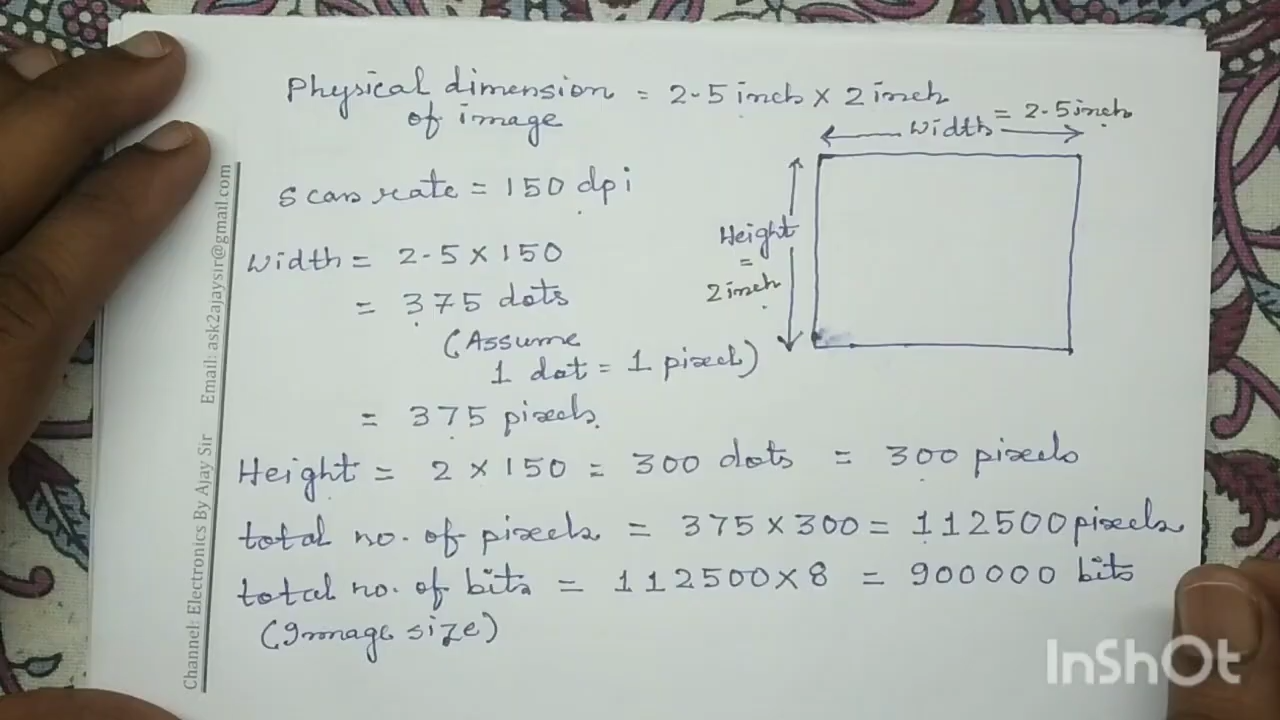 Physical dimension = 2.5 inch × 2 inch
of image
Width = 2.5 inch
Scan rate = 150 dpi
Height
=
2 inch
Width = 2.5 × 150
= 375 dots
(Assume
1 dot = 1 pixel)
= 375 pixels.
Height = 2 × 150 = 300 dots = 300 pixels
total no. of pixels = 375 × 300 = 112500 pixels
total no. of bits = 112500 × 8 = 900000 bits
(Image size)
Channel: Electronics By Ajay Sir Email: ask2ajaysir@gmail.com
InShOt